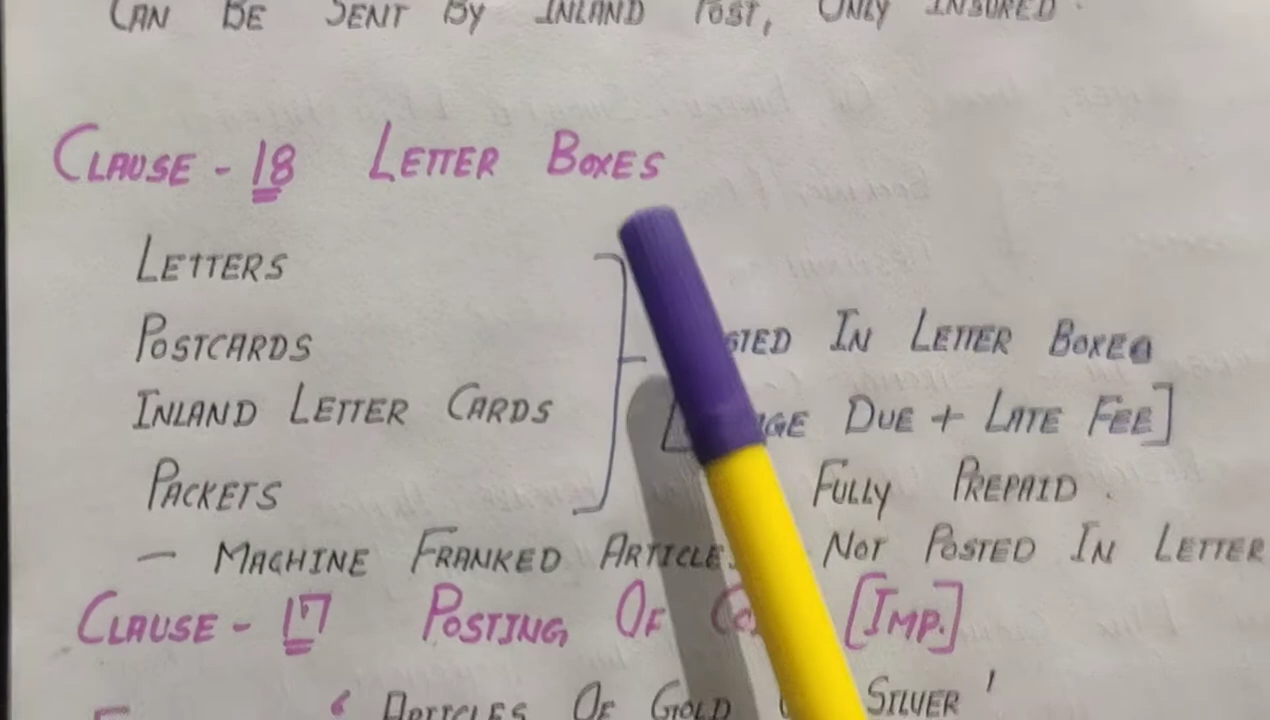 CAN BE SENT BY INLAND POST, ONLY INSURED.
CLAUSE - 18 LETTER BOXES
LETTERS
POSTCARDS
INLAND LETTER CARDS
PACKETS
IN LETTER BOXES
DUE + LATE FEE]
FULLY PREPAID.
- MACHINE FRANKED NOT POSTED IN LETTER
CLAUSE - 17 POSTING OF [IMP.]
' ARTICLES OF GOLD SILVER '